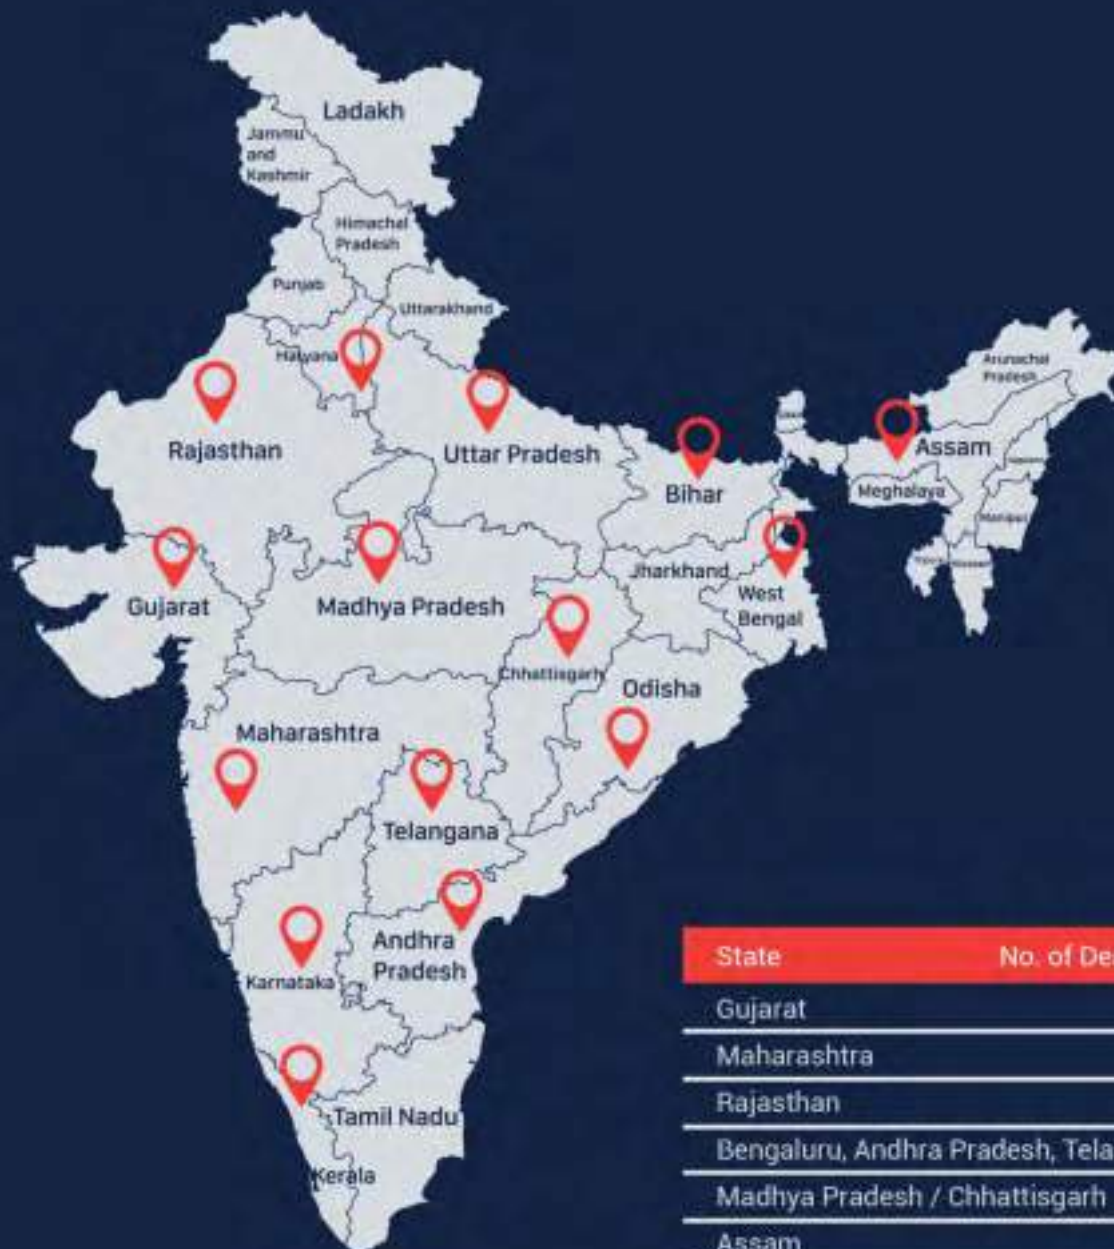 Ladakh
Jammu
and
Kashmir
Himachal
Pradesh
Punjab
Uttarakhand
Haryana
Arunachal
Pradesh
Rajasthan
Uttar Pradesh
Assam
Bihar
Meghalaya
Manipur
Gujarat
Madhya Pradesh
Jharkhand
West
Bengal
Chhattisgarh
Odisha
Maharashtra
Telangana
Andhra
Pradesh
Karnataka
Tamil Nadu
Kerala
State No. of De
Gujarat
Maharashtra
Rajasthan
Bengaluru, Andhra Pradesh, Tela
Madhya Pradesh / Chhattisgarh
Assam